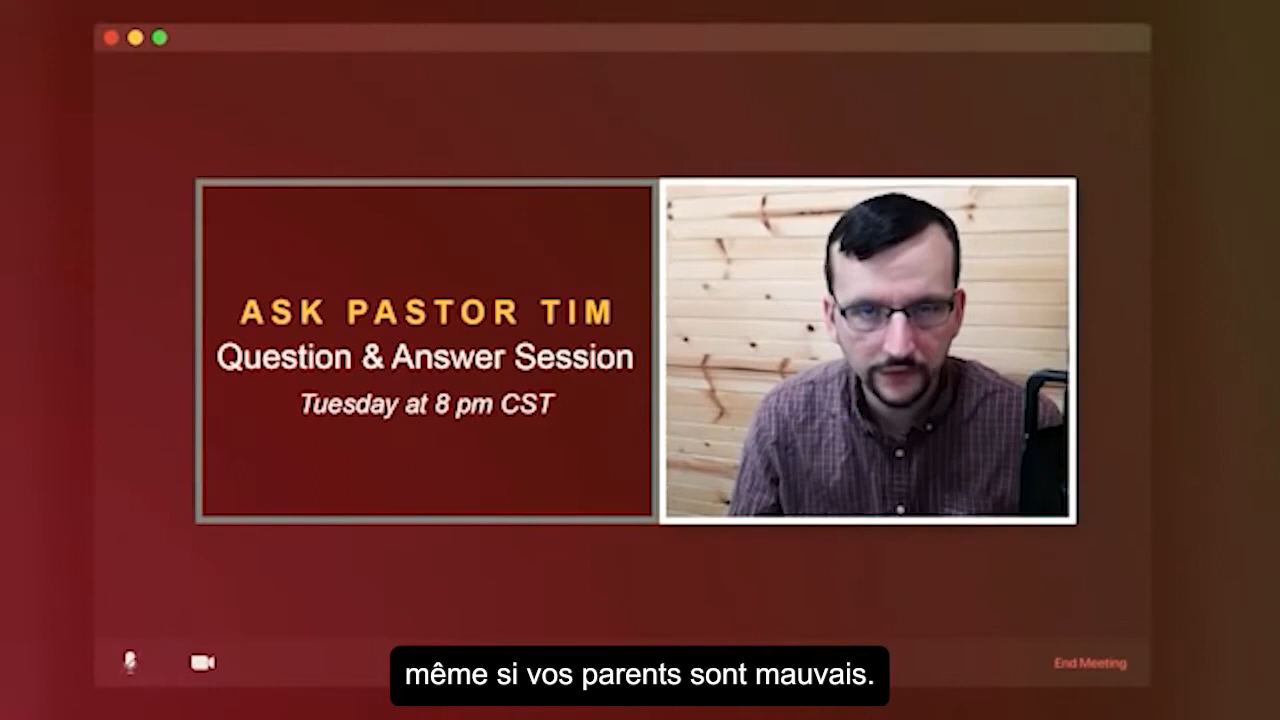 ASK PASTOR TIM
Question & Answer Session
Tuesday at 8 pm CST
End Meeting
même si vos parents sont mauvais.